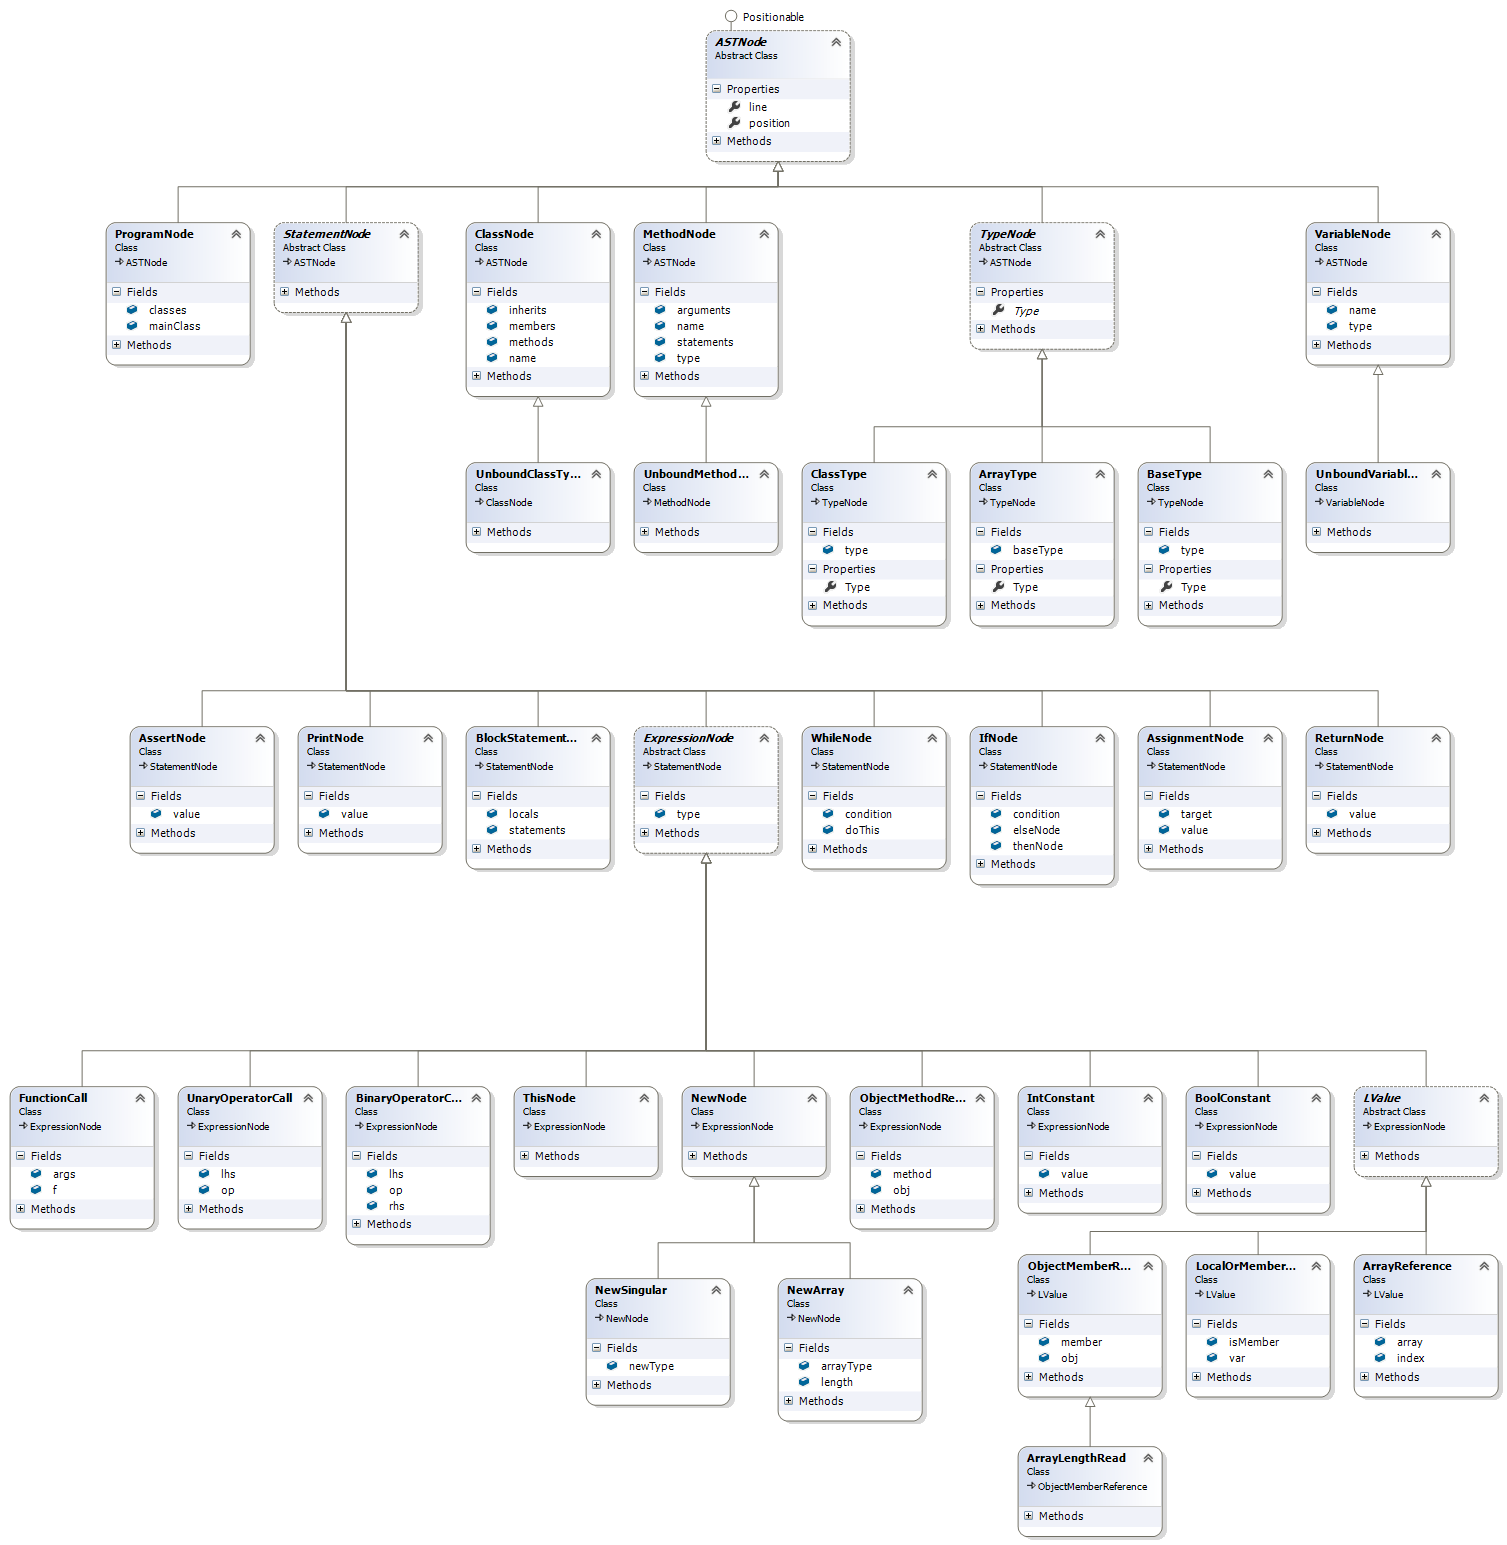 Positionable
ASTNode
Abstract Class
Properties
line
position
Methods
ProgramNode
Class
ASTNode
Fields
classes
mainClass
Methods
StatementNode
Abstract Class
ASTNode
Methods
ClassNode
Class
ASTNode
Fields
inherits
members
methods
name
Methods
MethodNode
Class
ASTNode
Fields
arguments
name
statements
type
Methods
TypeNode
Abstract Class
ASTNode
Properties
Type
Methods
VariableNode
Class
ASTNode
Fields
name
type
Methods
UnboundClassTy...
Class
ClassNode
Methods
UnboundMethod...
Class
MethodNode
Methods
ClassType
Class
TypeNode
Fields
type
Properties
Type
Methods
ArrayType
Class
TypeNode
Fields
baseType
Properties
Type
Methods
BaseType
Class
TypeNode
Fields
type
Properties
Type
Methods
UnboundVariabl...
Class
VariableNode
Methods
AssertNode
Class
StatementNode
Fields
value
Methods
PrintNode
Class
StatementNode
Fields
value
Methods
BlockStatement...
Class
StatementNode
Fields
locals
statements
Methods
ExpressionNode
Abstract Class
StatementNode
Fields
type
Methods
WhileNode
Class
StatementNode
Fields
condition
doThis
Methods
IfNode
Class
StatementNode
Fields
condition
elseNode
thenNode
Methods
AssignmentNode
Class
StatementNode
Fields
target
value
Methods
ReturnNode
Class
StatementNode
Fields
value
Methods
FunctionCall
Class
ExpressionNode
Fields
args
f
Methods
UnaryOperatorCall
Class
ExpressionNode
Fields
lhs
op
Methods
BinaryOperatorC...
Class
ExpressionNode
Fields
lhs
op
rhs
Methods
ThisNode
Class
ExpressionNode
Methods
NewNode
Class
ExpressionNode
Methods
ObjectMethodRe...
Class
ExpressionNode
Fields
method
obj
Methods
IntConstant
Class
ExpressionNode
Fields
value
Methods
BoolConstant
Class
ExpressionNode
Fields
value
Methods
LValue
Abstract Class
ExpressionNode
Methods
NewSingular
Class
NewNode
Fields
newType
Methods
NewArray
Class
NewNode
Fields
arrayType
length
Methods
ObjectMemberR...
Class
LValue
Fields
member
obj
Methods
LocalOrMember...
Class
LValue
Fields
isMember
var
Methods
ArrayReference
Class
LValue
Fields
array
index
Methods
ArrayLengthRead
Class
ObjectMemberReference
Methods